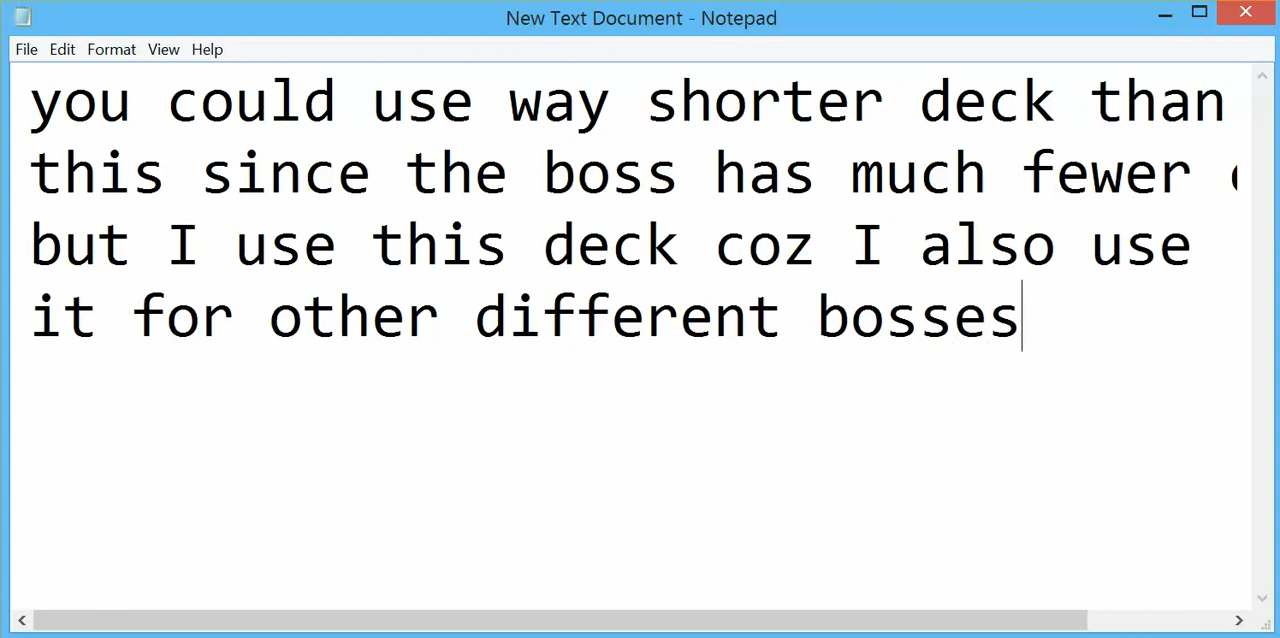 New Text Document - Notepad
File Edit Format View Help
you could use way shorter deck than
this since the boss has much fewer
but I use this deck coz I also use
it for other different bosses